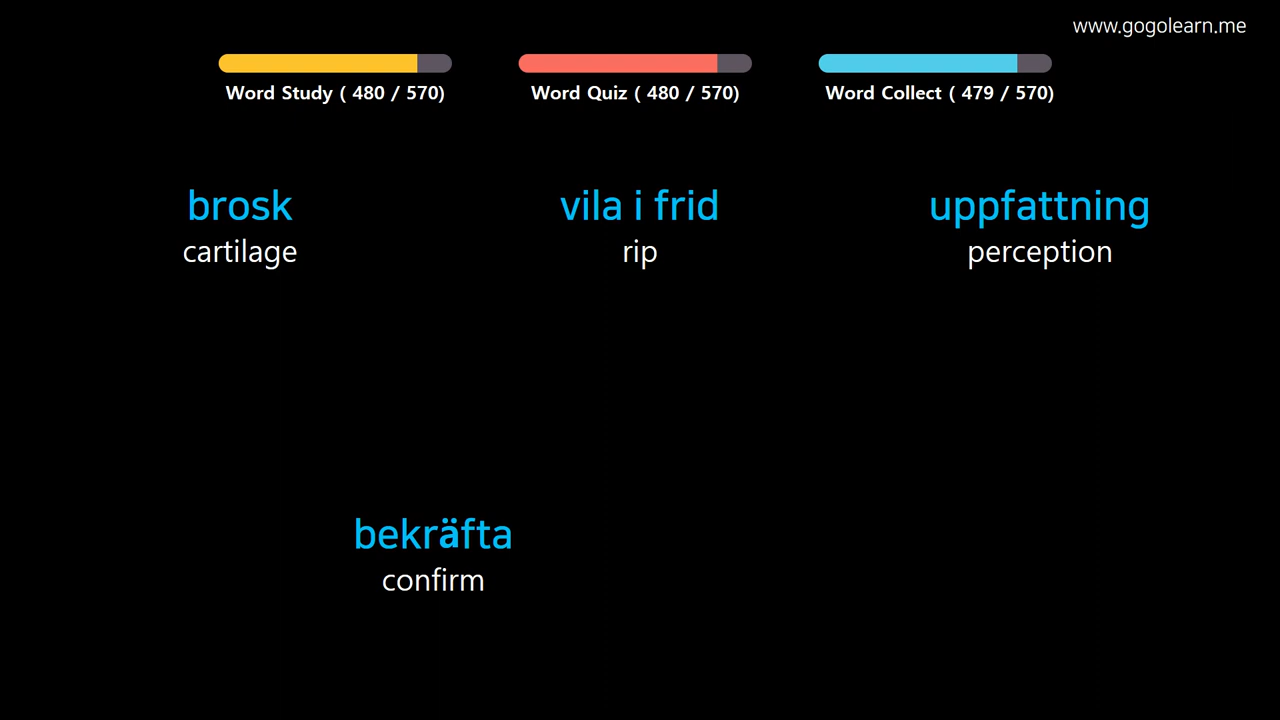 www.gogolearn.me
Word Study ( 480 / 570)
Word Quiz ( 480 / 570)
Word Collect ( 479 / 570)
brosk
cartilage
vila i frid
rip
uppfattning
perception
bekräfta
confirm